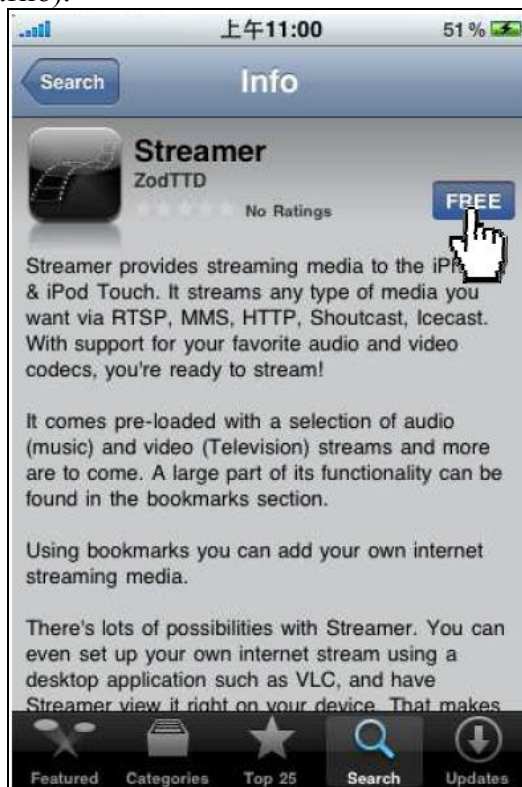 上午11:00
51 %
Search
Info
Streamer
ZodTTD
No Ratings
FREE
Streamer provides streaming media to the
& iPod Touch. It streams any type of media you
want via RTSP, MMS, HTTP, Shoutcast, Icecast.
With support for your favorite audio and video
codecs, you're ready to stream!
It comes pre-loaded with a selection of audio
(music) and video (Television) streams and more
are to come. A large part of its functionality can be
found in the bookmarks section.
Using bookmarks you can add your own internet
streaming media.
There's lots of possibilities with Streamer. You can
even set up your own internet stream using a
desktop application such as VLC, and have
Streamer view it right on your device. That makes
Featured
Categories
Top 25
Search
Updates